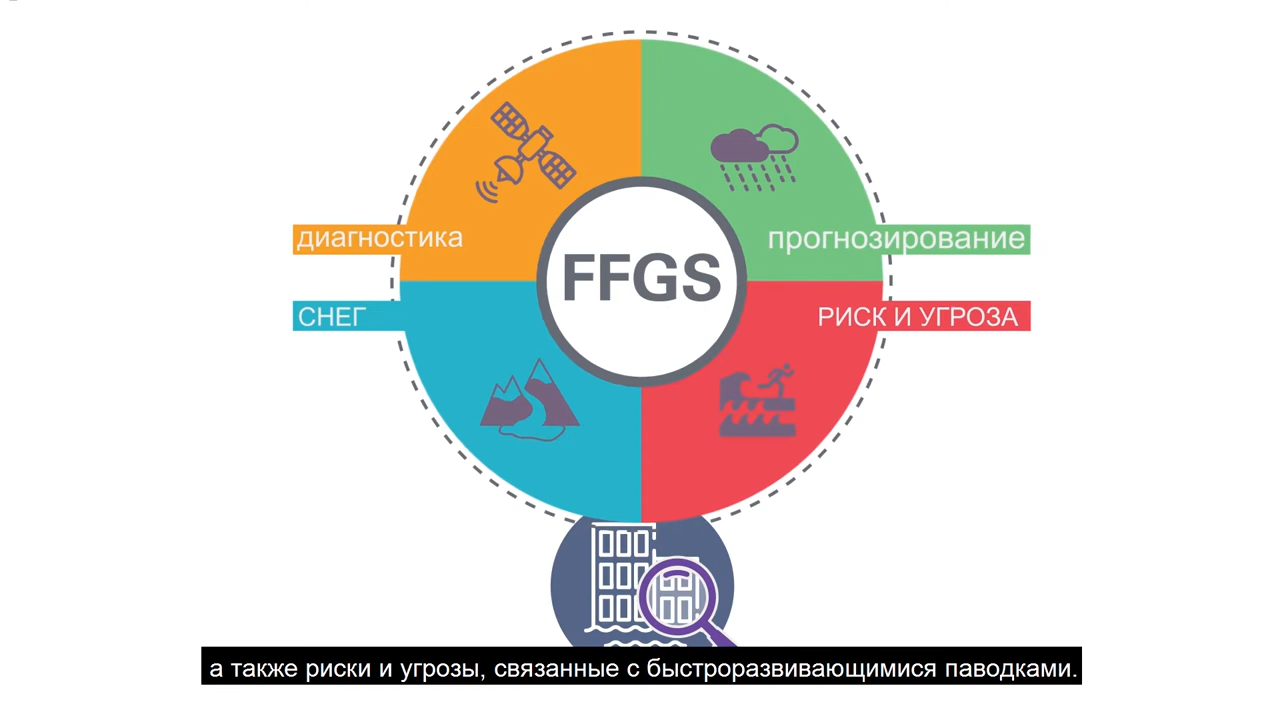 диагностика
прогнозирование
FFGS
СНЕГ
РИСК И УГРОЗА
а также риски и угрозы, связанные с быстроразвивающимися паводками.